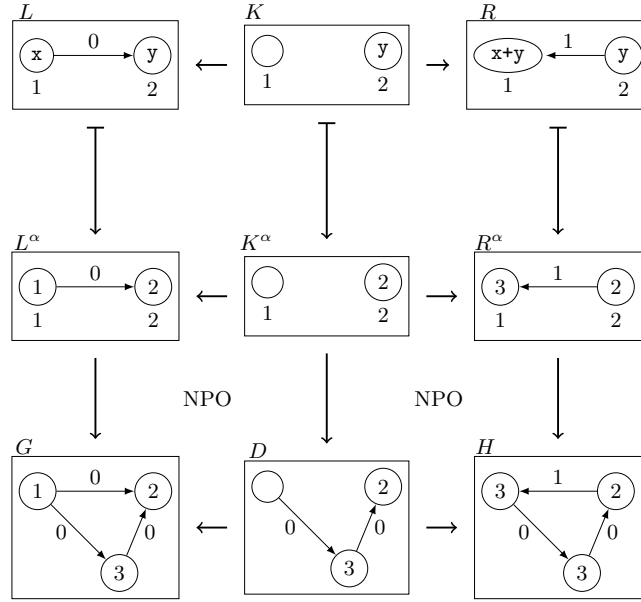 L K R
x 0 y y x+y 1 y
1 2 1 2 1 2
L^α K^α R^α
1 0 2 2 3 1 2
1 2 1 2 1 2
NPO NPO
G D H
1 0 2 2 3 1 2
0 0 0 0 0 0
3 3 3